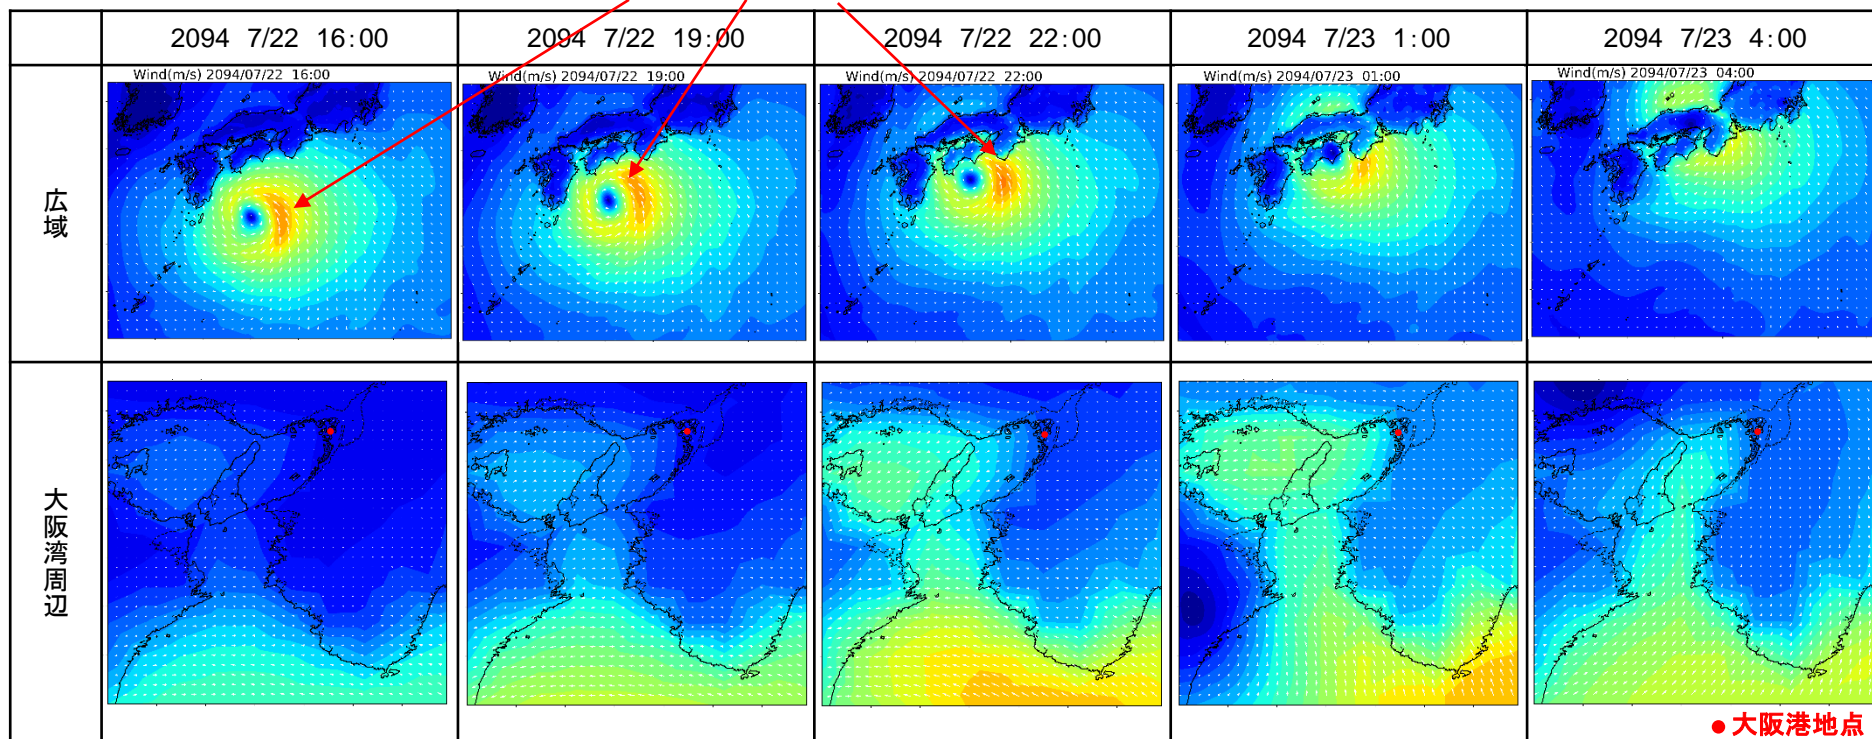 2094 7/22 16:00
2094 7/22 19:00
2094 7/22 22:00
2094 7/23 1:00
2094 7/23 4:00
広域
Wind(m/s) 2094/07/22 16:00
Wind(m/s) 2094/07/22 19:00
Wind(m/s) 2094/07/22 22:00
Wind(m/s) 2094/07/23 01:00
Wind(m/s) 2094/07/23 04:00
大阪湾周辺
●大阪港地点